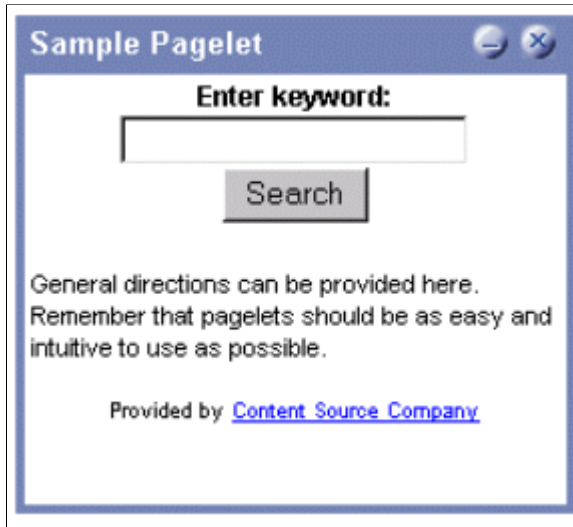 Sample Pagelet
Enter keyword:
Search
General directions can be provided here.
Remember that pagelets should be as easy and
intuitive to use as possible.
Provided by Content Source Company